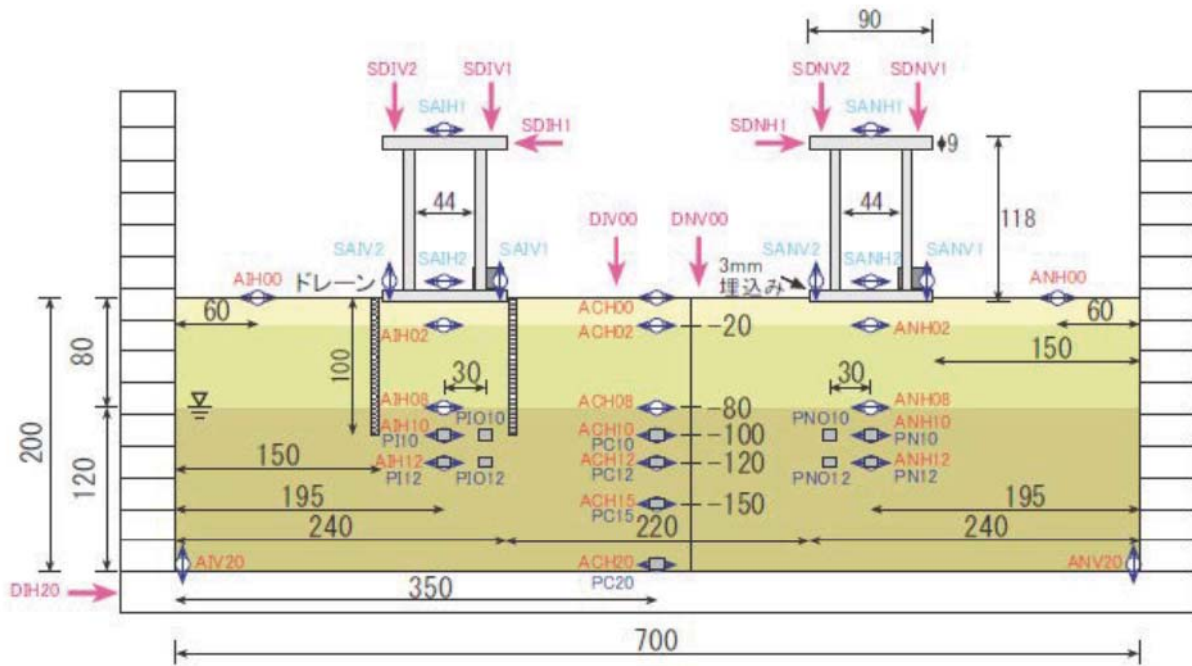 90
SDIV2 SDIV1 SDNV2 SDNV1
SAIH1 SANH1
SDIH1 SDNH1
9
44 44
118
DIV00 DNV00
SAIV2 SAIH2 SAIV1 SANV2 SANH2 SANV1
AIH00 ドレーン 3mm ANH00
埋込み
60 ACH00 60
AIH02 ACH02 -20 ANH02
80 100 150
30 30
AIH08 ACH08 -80 ANH08
AIH10 PIO10 ACH10 -100 PNO10 ANH10
PI10 PC10 PN10
200
150 AIH12 ACH12 -120 ANH12
PI12 PIO12 PC12 PNO12 PN12
120
195 ACH15 -150 195
PC15
240 220 240
AIV20 ACH20 ANV20
PC20
DIH20 350
700